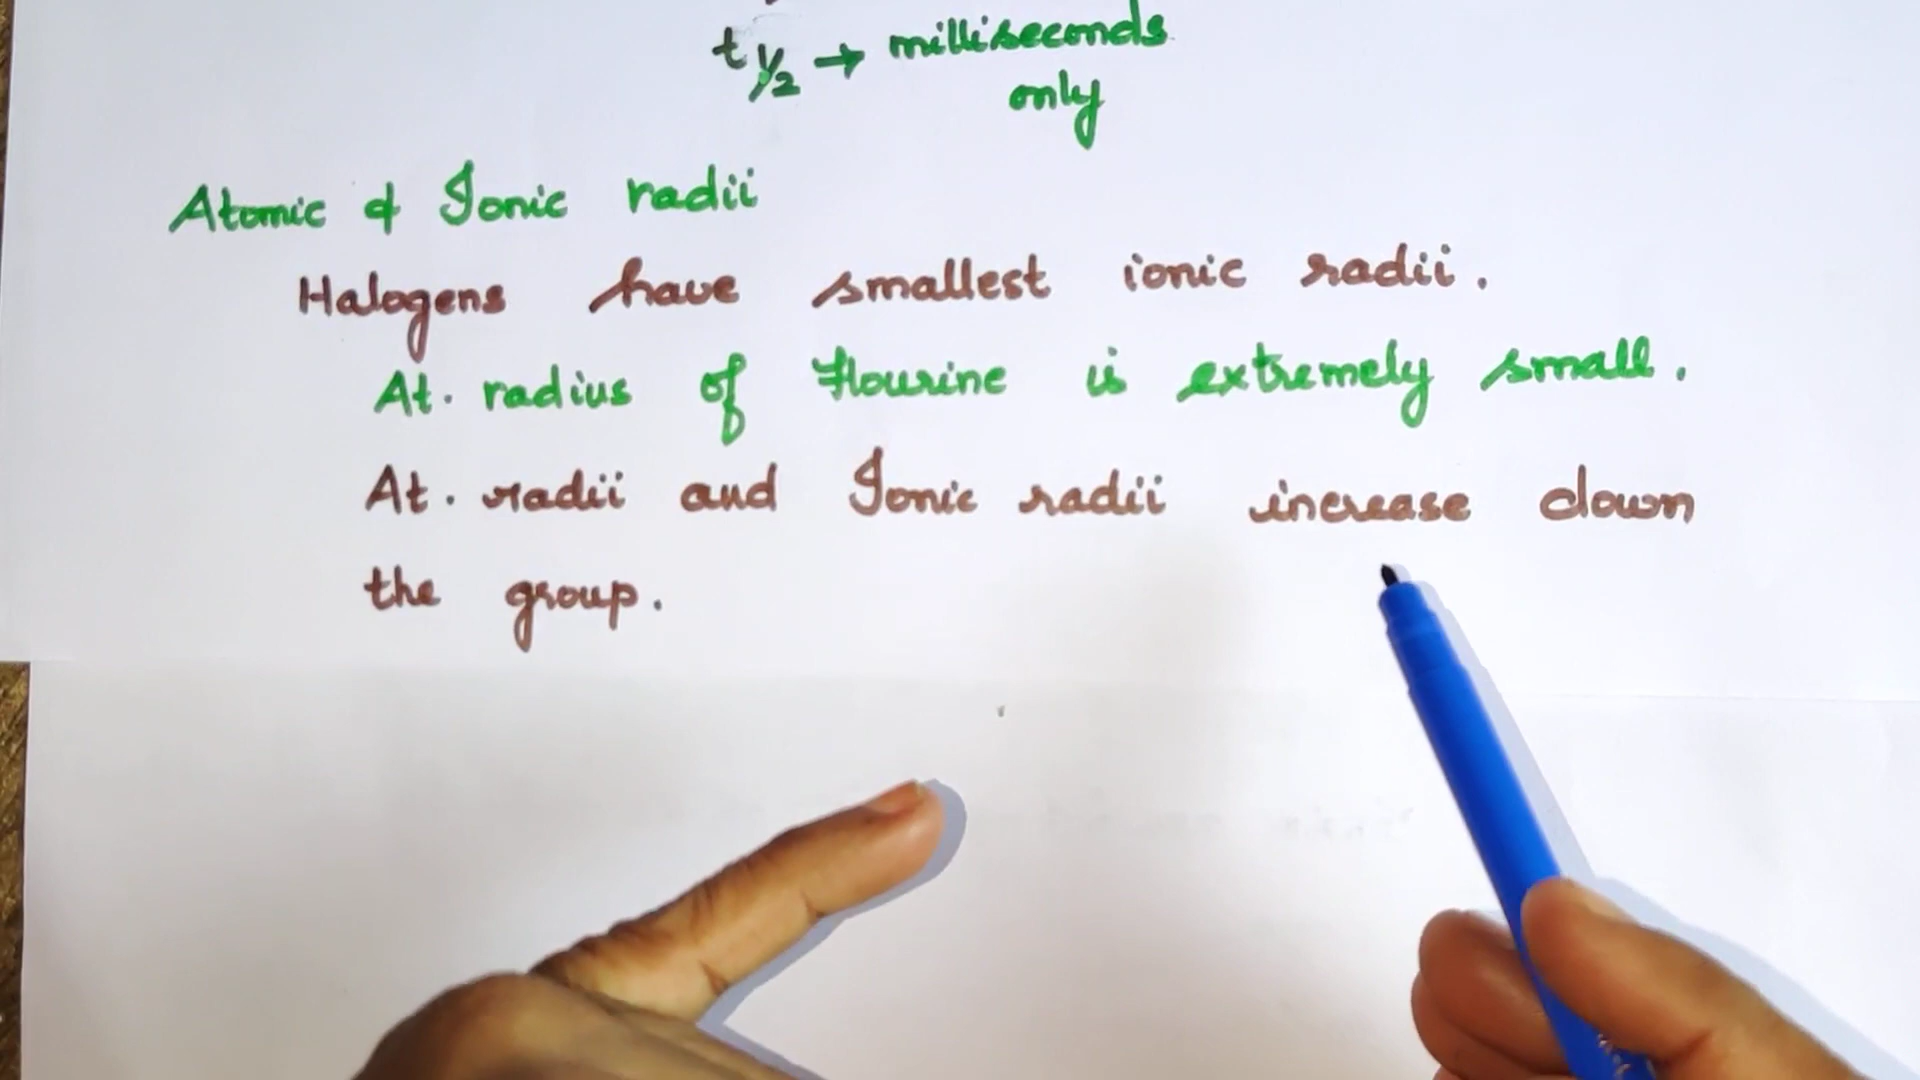 t½ → milliseconds
only
Atomic & Ionic radii
Halogens have smallest ionic radii.
At. radius of Flourine is extremely small.
At. radii and Ionic radii increase down
the group.